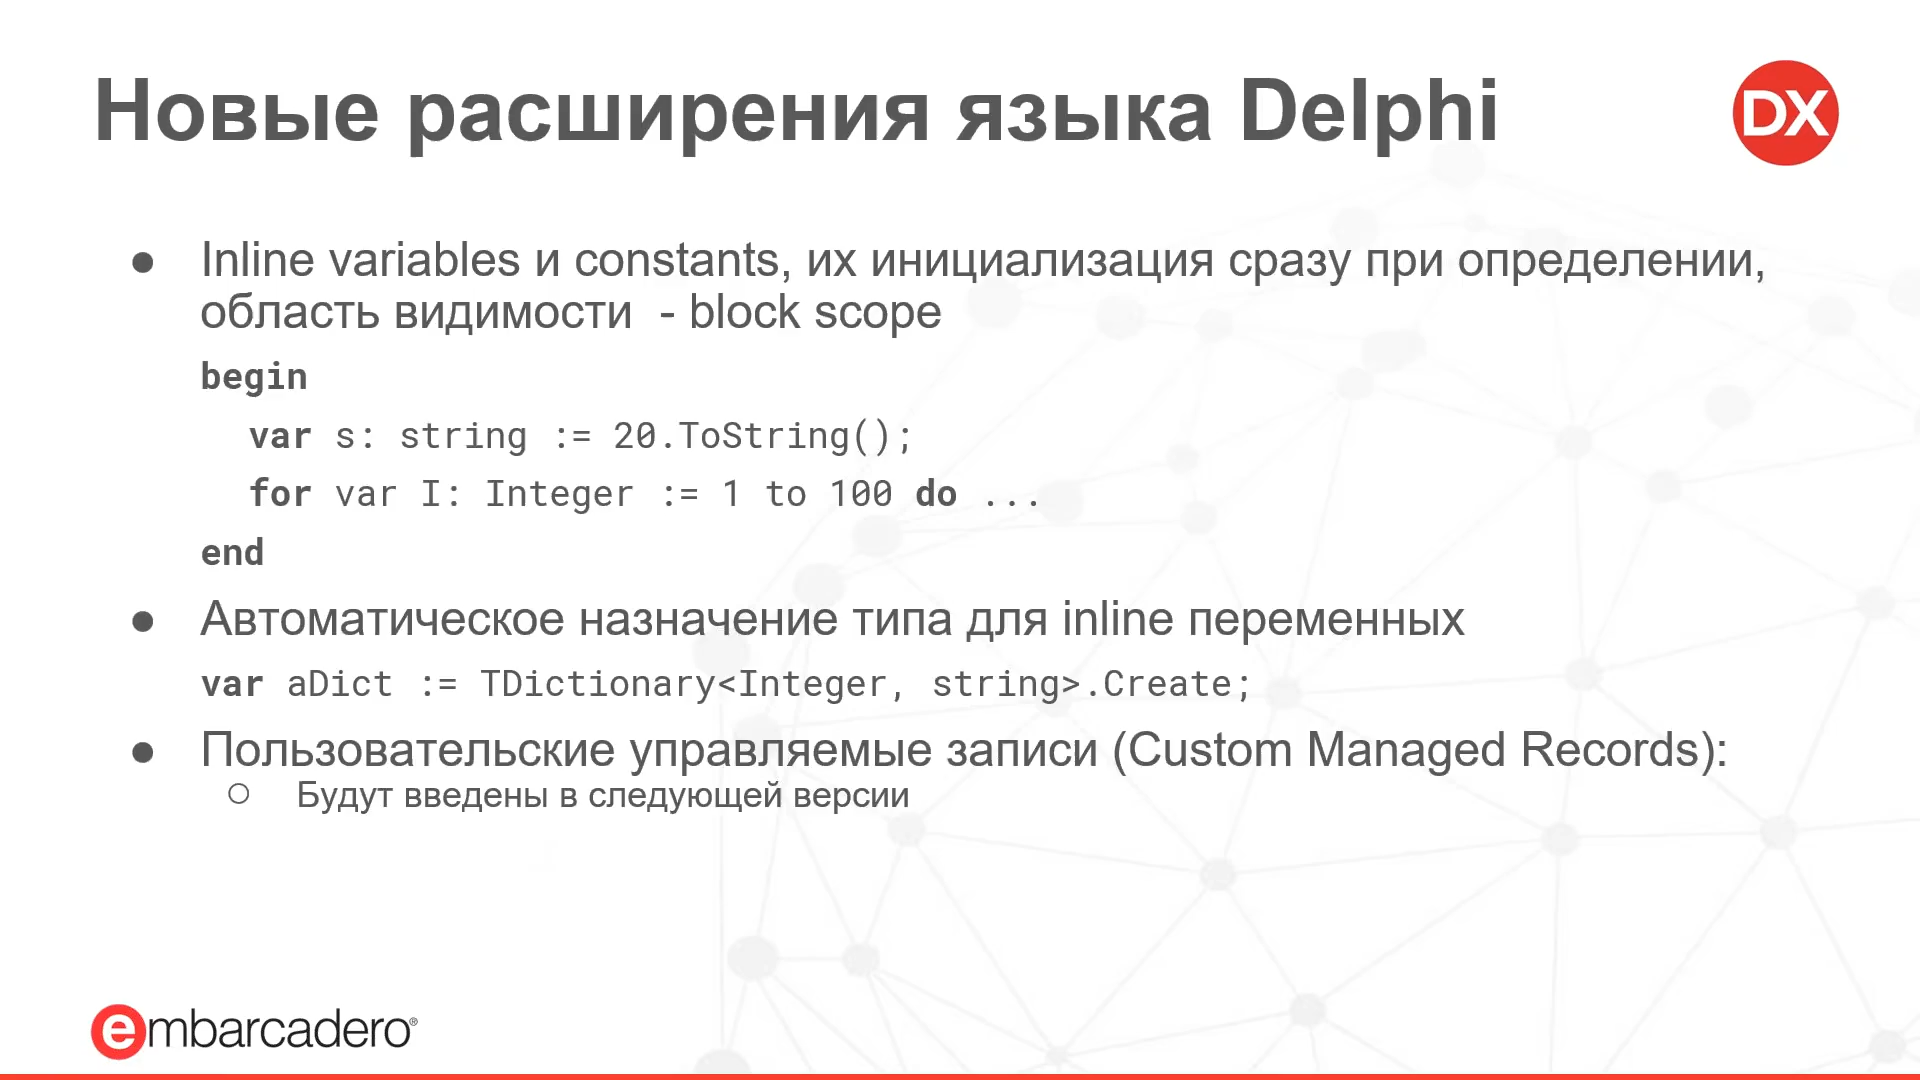 Новые расширения языка Delphi
DX
● Inline variables и constants, их инициализация сразу при определении,
область видимости  - block scope
begin
var s: string := 20.ToString();
for var I: Integer := 1 to 100 do ...
end
● Автоматическое назначение типа для inline переменных
var aDict := TDictionary<Integer, string>.Create;
● Пользовательские управляемые записи (Custom Managed Records):
○ Будут введены в следующей версии
embarcadero®